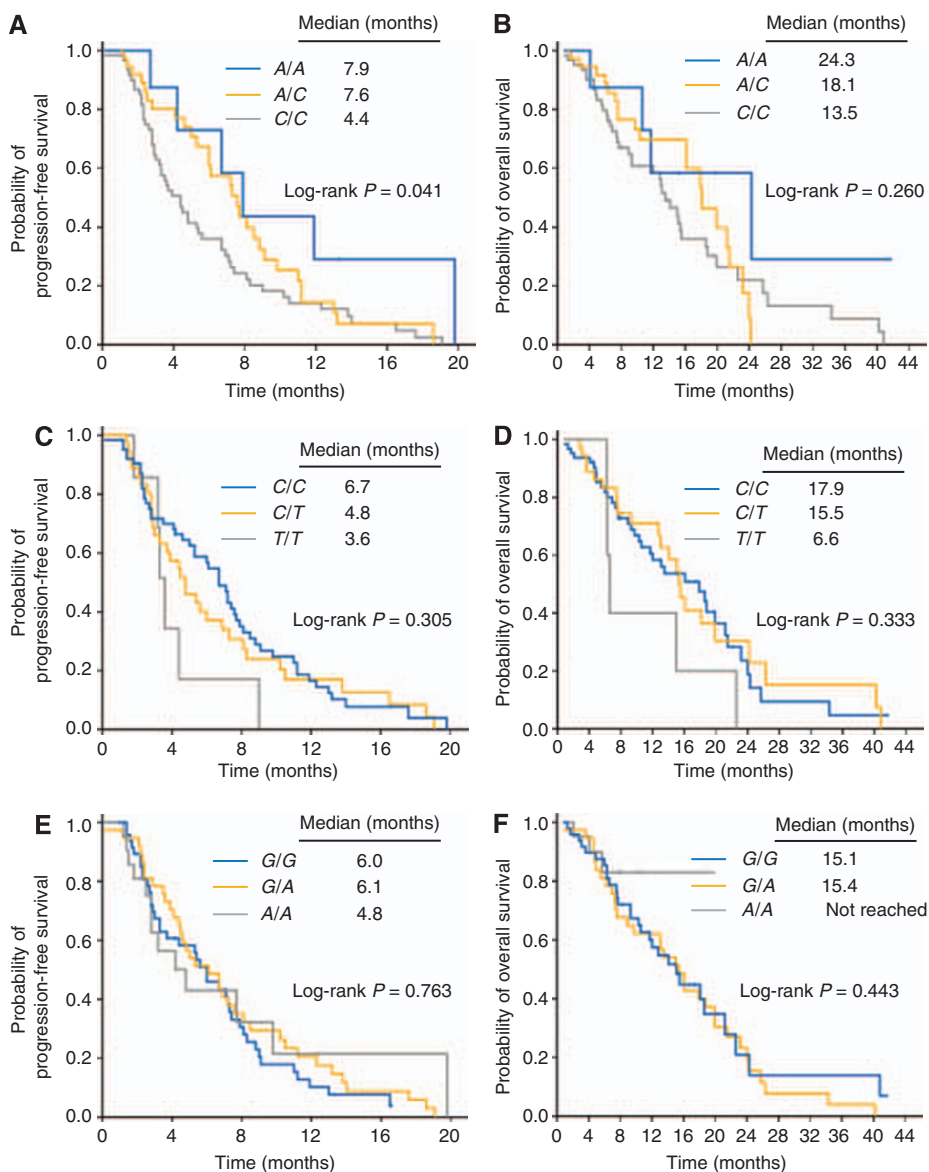 A
Median (months)
A/A 7.9
A/C 7.6
C/C 4.4
Log-rank P = 0.041
Probability of
progression-free survival
1.0
0.8
0.6
0.4
0.2
0.0
0 4 8 12 16 20
Time (months)
B
Median (months)
A/A 24.3
A/C 18.1
C/C 13.5
Log-rank P = 0.260
Probability of overall survival
1.0
0.8
0.6
0.4
0.2
0.0
0 4 8 12 16 20 24 28 32 36 40 44
Time (months)
C
Median (months)
C/C 6.7
C/T 4.8
T/T 3.6
Log-rank P = 0.305
Probability of
progression-free survival
1.0
0.8
0.6
0.4
0.2
0.0
0 4 8 12 16 20
Time (months)
D
Median (months)
C/C 17.9
C/T 15.5
T/T 6.6
Log-rank P = 0.333
Probability of overall survival
1.0
0.8
0.6
0.4
0.2
0.0
0 4 8 12 16 20 24 28 32 36 40 44
Time (months)
E
Median (months)
G/G 6.0
G/A 6.1
A/A 4.8
Log-rank P = 0.763
Probability of
progression-free survival
1.0
0.8
0.6
0.4
0.2
0.0
0 4 8 12 16 20
Time (months)
F
Median (months)
G/G 15.1
G/A 15.4
A/A Not reached
Log-rank P = 0.443
Probability of overall survival
1.0
0.8
0.6
0.4
0.2
0.0
0 4 8 12 16 20 24 28 32 36 40 44
Time (months)